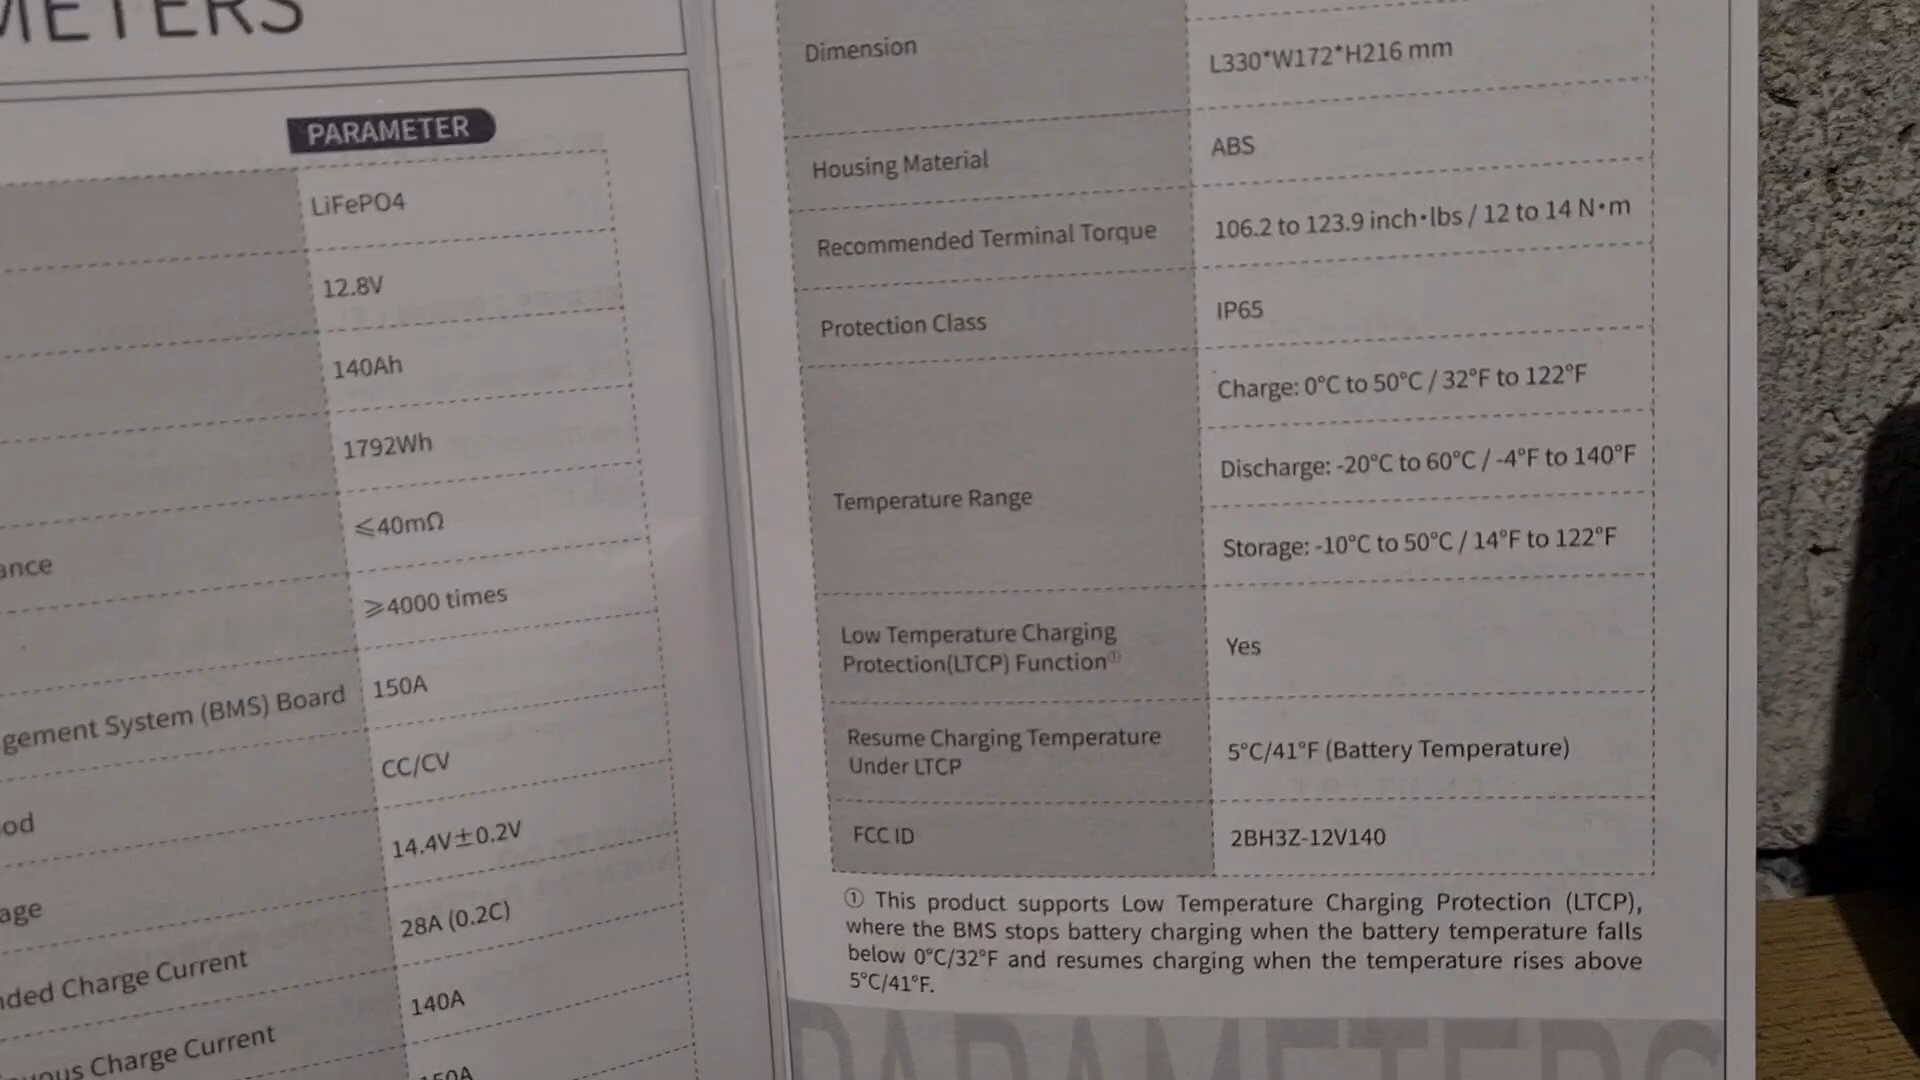 METERS
PARAMETER
LiFePO4
12.8V
140Ah
1792Wh
≤40mΩ
ance
≥4000 times
gement System (BMS) Board
150A
CC/CV
od
14.4V±0.2V
age
28A (0.2C)
nded Charge Current
140A
uous Charge Current
150A
Dimension
L330*W172*H216 mm
Housing Material
ABS
Recommended Terminal Torque
106.2 to 123.9 inch·lbs / 12 to 14 N·m
Protection Class
IP65
Temperature Range
Charge: 0°C to 50°C / 32°F to 122°F
Discharge: -20°C to 60°C / -4°F to 140°F
Storage: -10°C to 50°C / 14°F to 122°F
Low Temperature Charging
Protection(LTCP) Function①
Yes
Resume Charging Temperature
Under LTCP
5°C/41°F (Battery Temperature)
FCC ID
2BH3Z-12V140
① This product supports Low Temperature Charging Protection (LTCP),
where the BMS stops battery charging when the battery temperature falls
below 0°C/32°F and resumes charging when the temperature rises above
5°C/41°F.
PARAMETERS